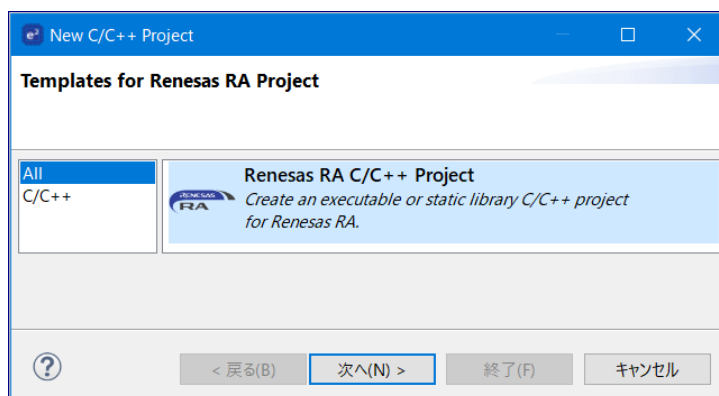 e² New C/C++ Project
Templates for Renesas RA Project
All
C/C++
RENESAS
RA
Renesas RA C/C++ Project
Create an executable or static library C/C++ project
for Renesas RA.
?
< 戻る(B) 次へ(N) > 終了(F) キャンセル